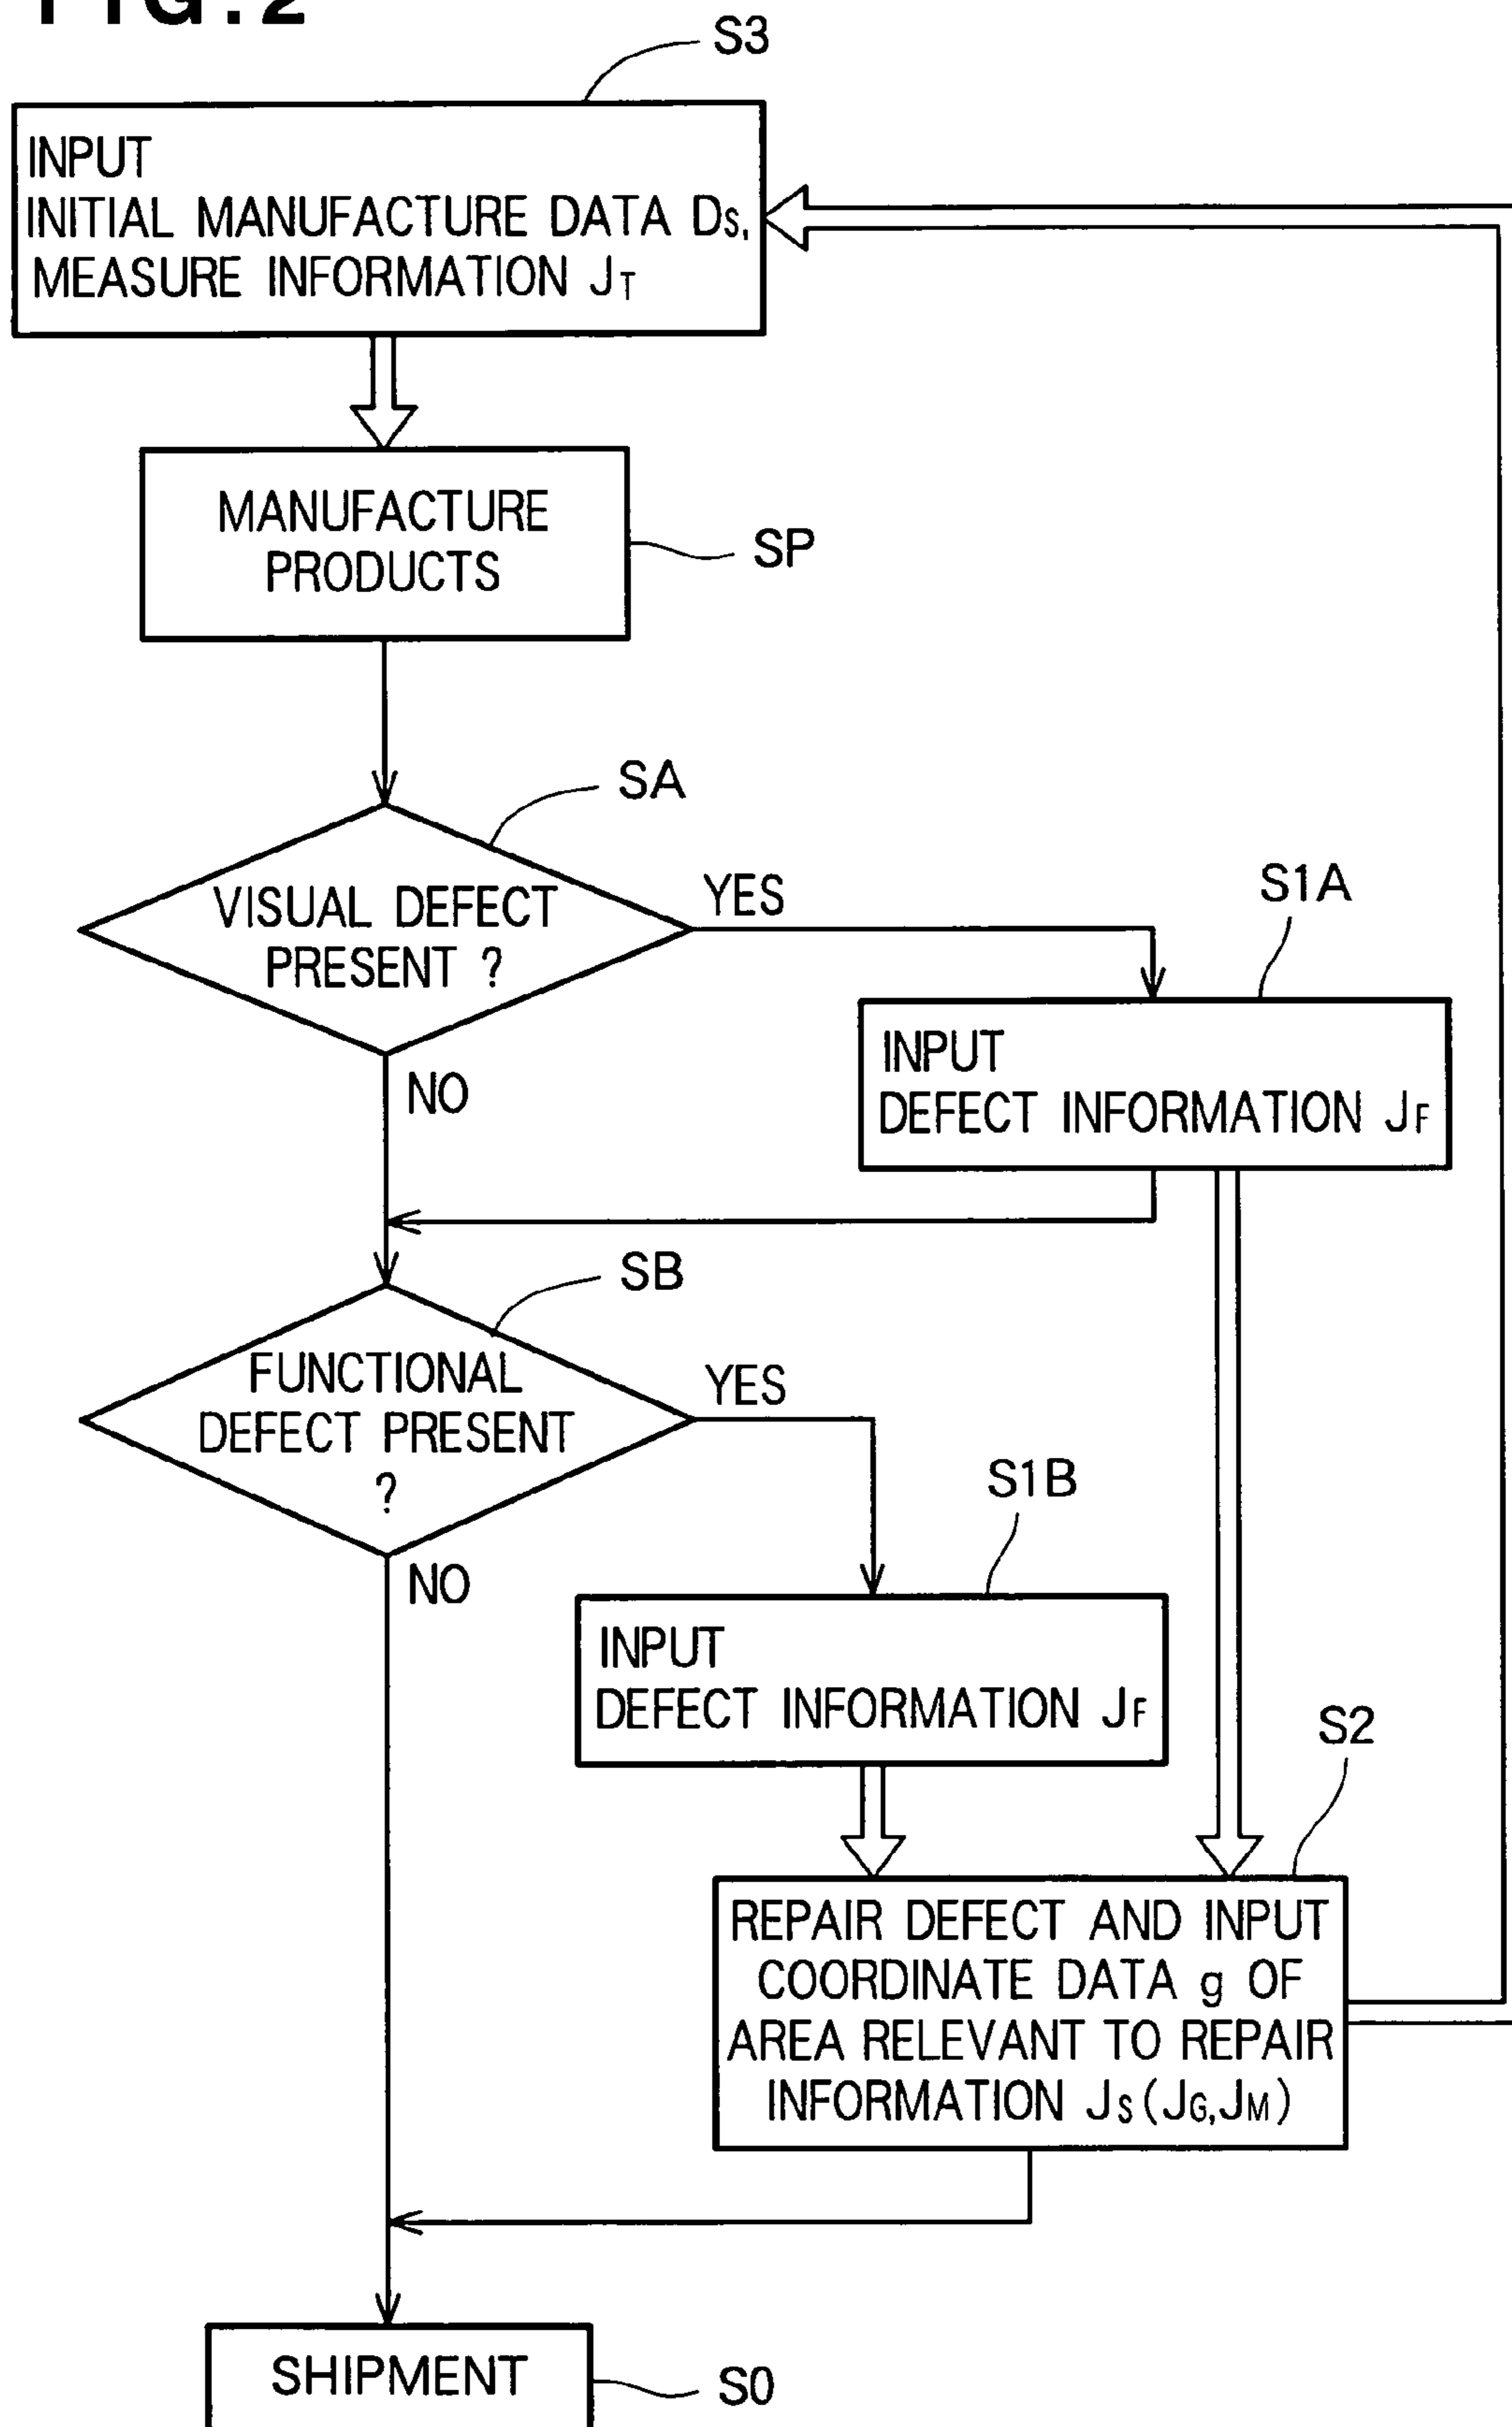 FIG.2
S3
INPUT
INITIAL MANUFACTURE DATA DS,
MEASURE INFORMATION JT
MANUFACTURE
PRODUCTS
SP
SA
VISUAL DEFECT
PRESENT ?
YES
S1A
NO
INPUT
DEFECT INFORMATION JF
SB
FUNCTIONAL
DEFECT PRESENT
?
YES
S1B
NO
INPUT
DEFECT INFORMATION JF
S2
REPAIR DEFECT AND INPUT
COORDINATE DATA g OF
AREA RELEVANT TO REPAIR
INFORMATION JS(JG,JM)
SHIPMENT
S0